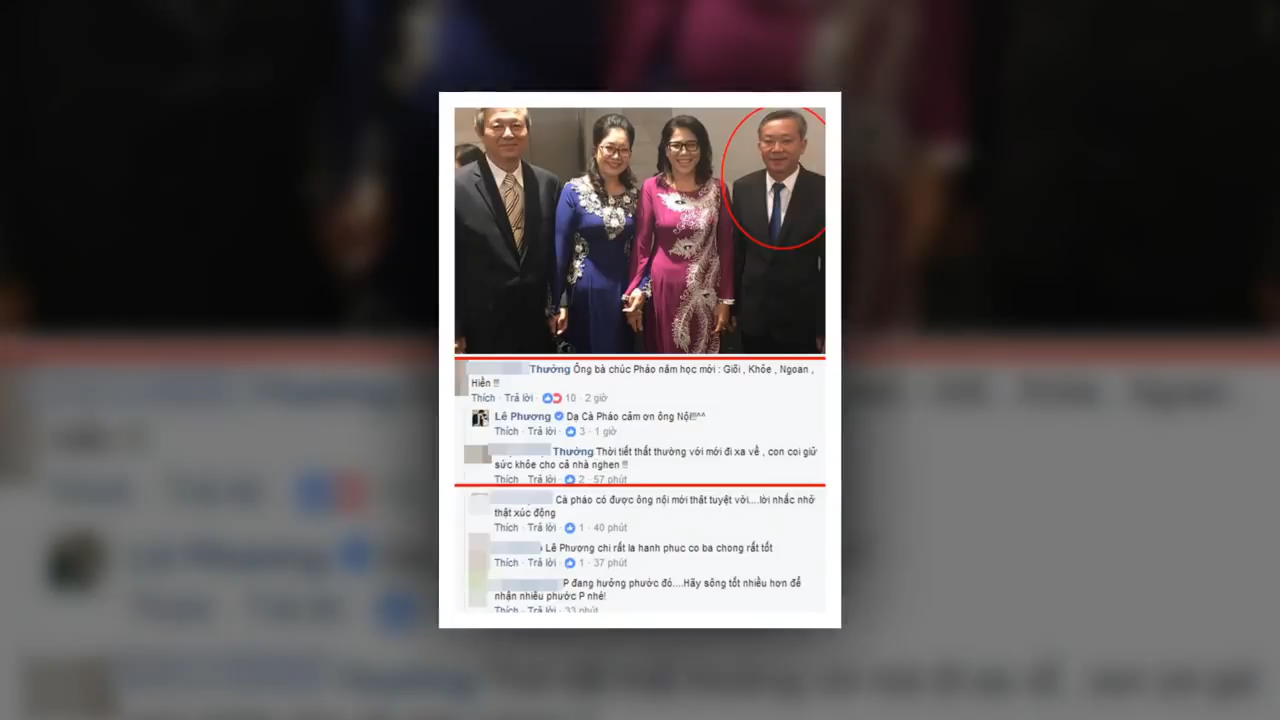 Thưởng Ông bà chúc Pháo năm học mới : Giỏi , Khỏe , Ngoan ,
Hiền !!!
Thích · Trả lời · 10 · 2 giờ
Lê Phương Dạ Cà Pháo cảm ơn ông Nội!!!^^
Thích · Trả lời · 3 · 1 giờ
Thưởng Thời tiết thất thường với mới đi xa về , con coi giữ
sức khỏe cho cả nhà nghen !!!
Thích · Trả lời · 2 · 57 phút
Cà pháo có được ông nội mới thật tuyệt vời....lời nhắc nhở
thật xúc động
Thích · Trả lời · 1 · 40 phút
Lê Phương chi rất la hanh phuc co ba chong rất tốt
Thích · Trả lời · 1 · 37 phút
P đang hưởng phước đó....Hãy sông tốt nhiều hơn để
nhận nhiều phước P nhé!
Thích · Trả lời · 33 phút